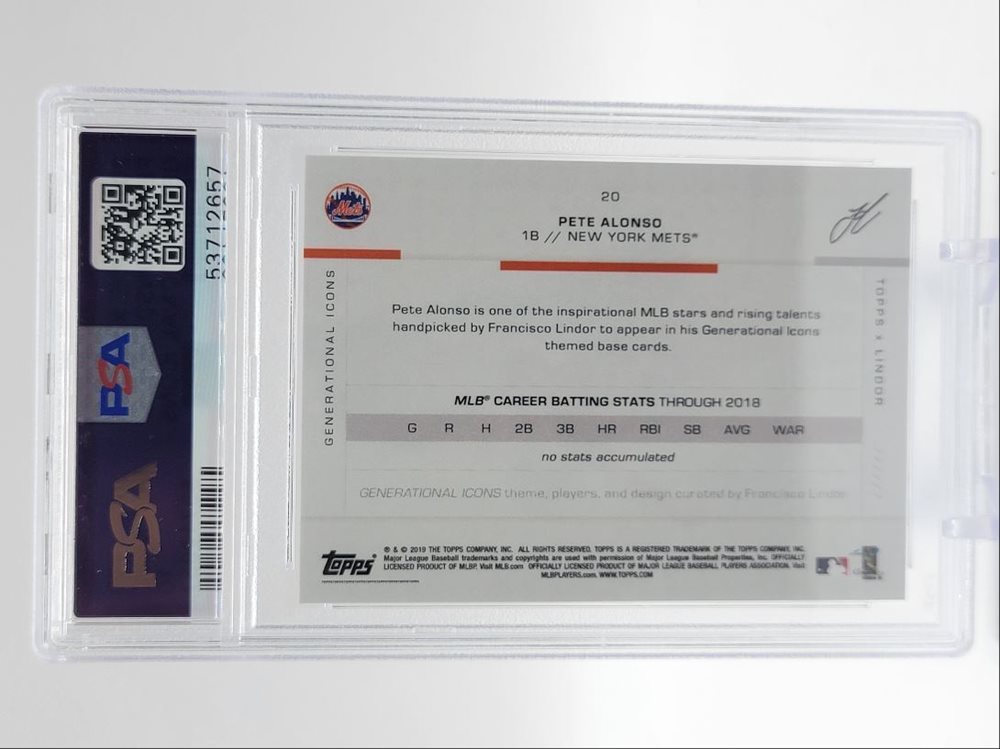 53712657
PSA
PSA
Mets
20
PETE ALONSO
1B // NEW YORK METS®
GENERATIONAL ICONS
TOPPS x LINDOR
Pete Alonso is one of the inspirational MLB stars and rising talents
handpicked by Francisco Lindor to appear in his Generational Icons
themed base cards.
MLB® CAREER BATTING STATS THROUGH 2018
G R H 2B 3B HR RBI SB AVG WAR
no stats accumulated
GENERATIONAL ICONS theme, players, and design curated by Francisco Lindor.
topps®
® & © 2019 THE TOPPS COMPANY, INC. ALL RIGHTS RESERVED. TOPPS IS A REGISTERED TRADEMARK OF THE TOPPS COMPANY, INC.
Major League Baseball trademarks and copyrights are used with permission of Major League Baseball Properties, Inc. OFFICIALLY
LICENSED PRODUCT OF MLBP. Visit MLB.com OFFICIALLY LICENSED PRODUCT OF MAJOR LEAGUE BASEBALL PLAYERS ASSOCIATION. Visit
MLBPLAYERS.com. WWW.TOPPS.COM